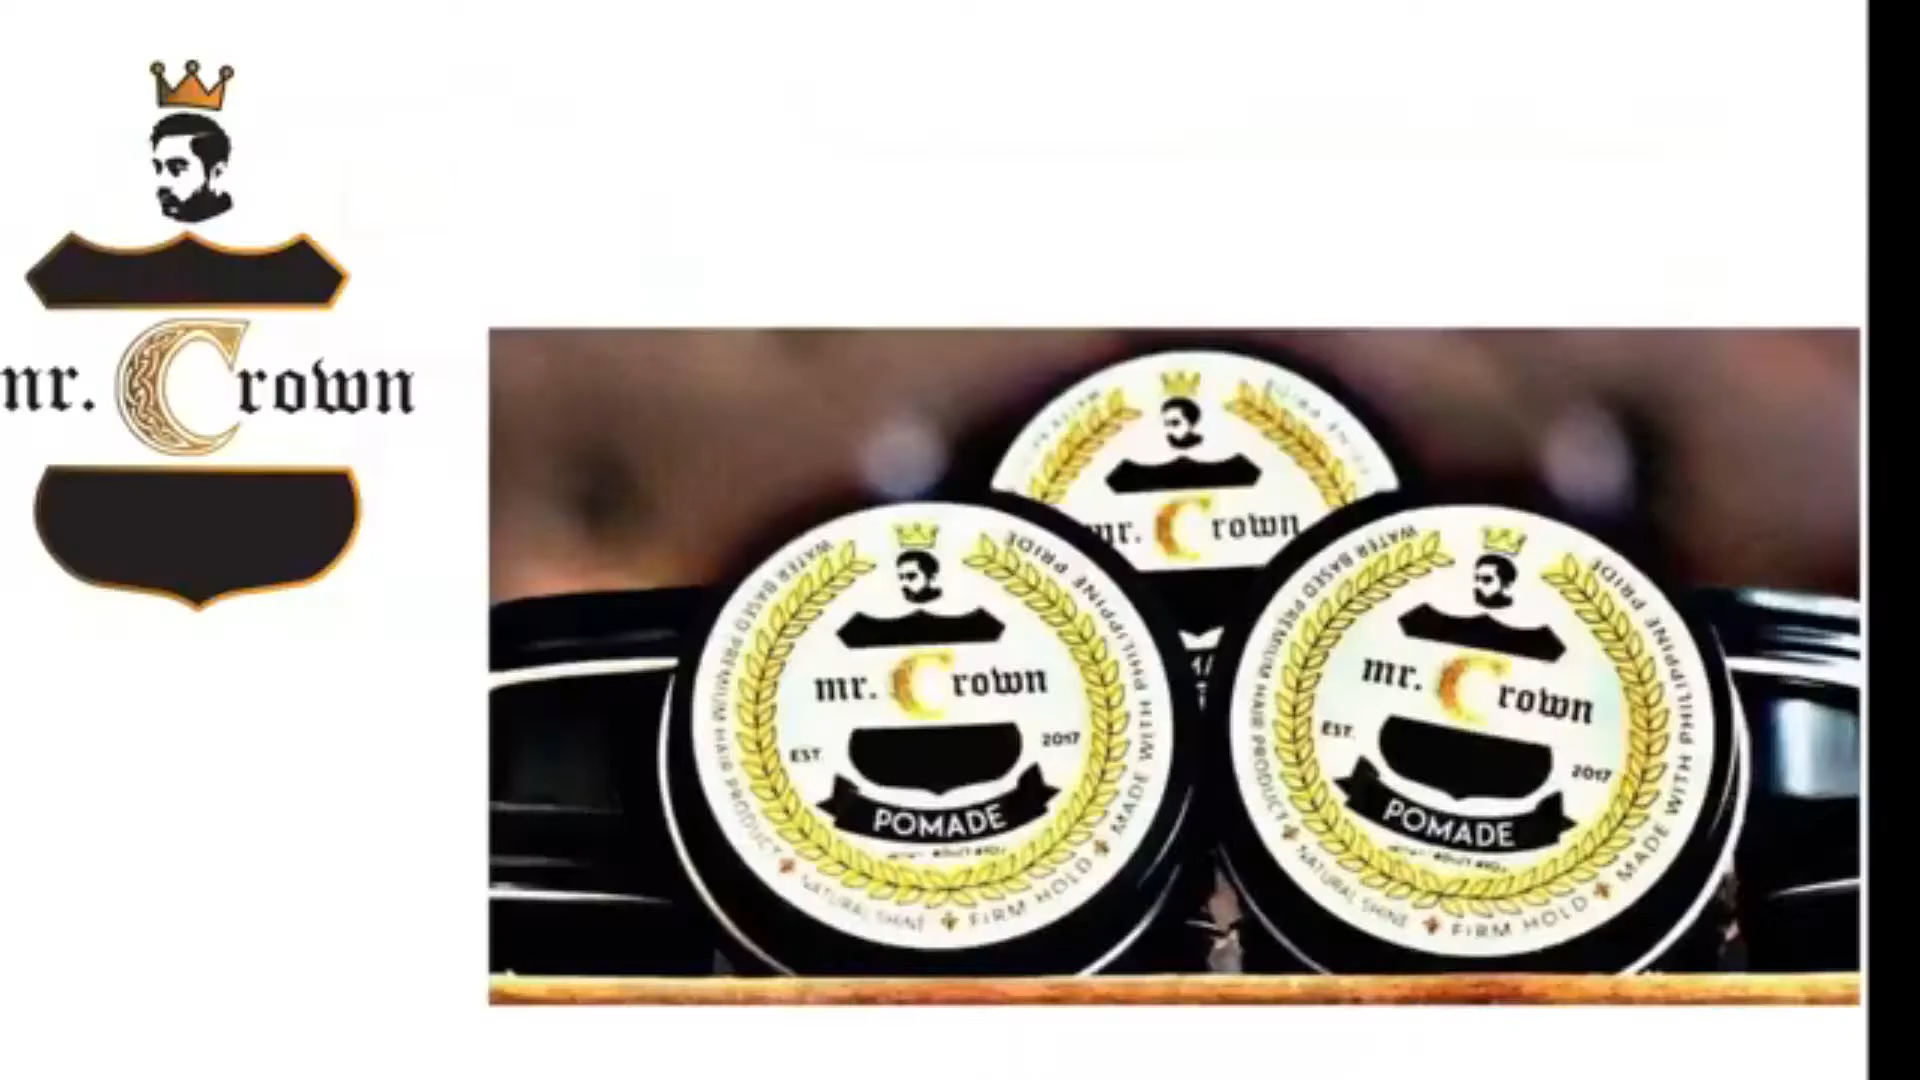 mr. Crown
mr. Crown
WATER BASED PREMIUM HAIR PRODUCT
MADE WITH PHILIPPINE PRIDE
mr. Crown
EST. 2017
POMADE
NATURAL SHINE FIRM HOLD
WATER BASED PREMIUM HAIR PRODUCT
MADE WITH PHILIPPINE PRIDE
mr. Crown
EST. 2017
POMADE
NATURAL SHINE FIRM HOLD